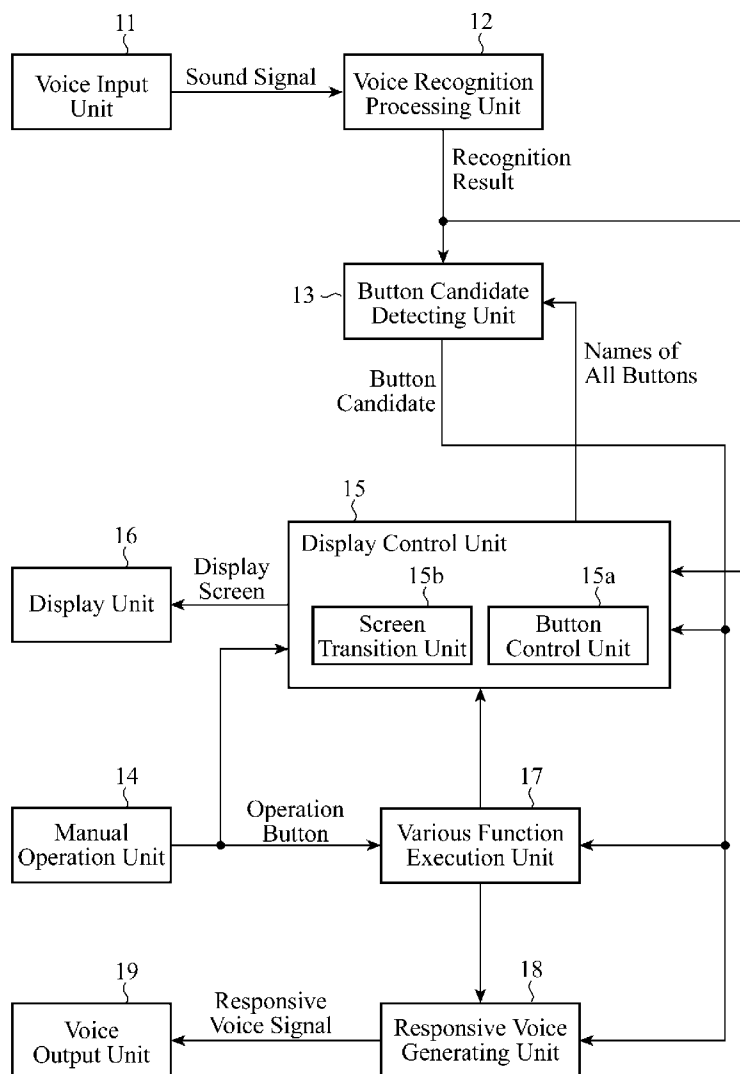 11
Voice Input
Unit
Sound Signal
12
Voice Recognition
Processing Unit
Recognition
Result
13
Button Candidate
Detecting Unit
Button
Candidate
Names of
All Buttons
15
Display Control Unit
15b
Screen
Transition Unit
15a
Button
Control Unit
16
Display Unit
Display
Screen
14
Manual
Operation Unit
Operation
Button
17
Various Function
Execution Unit
19
Voice
Output Unit
Responsive
Voice Signal
18
Responsive Voice
Generating Unit